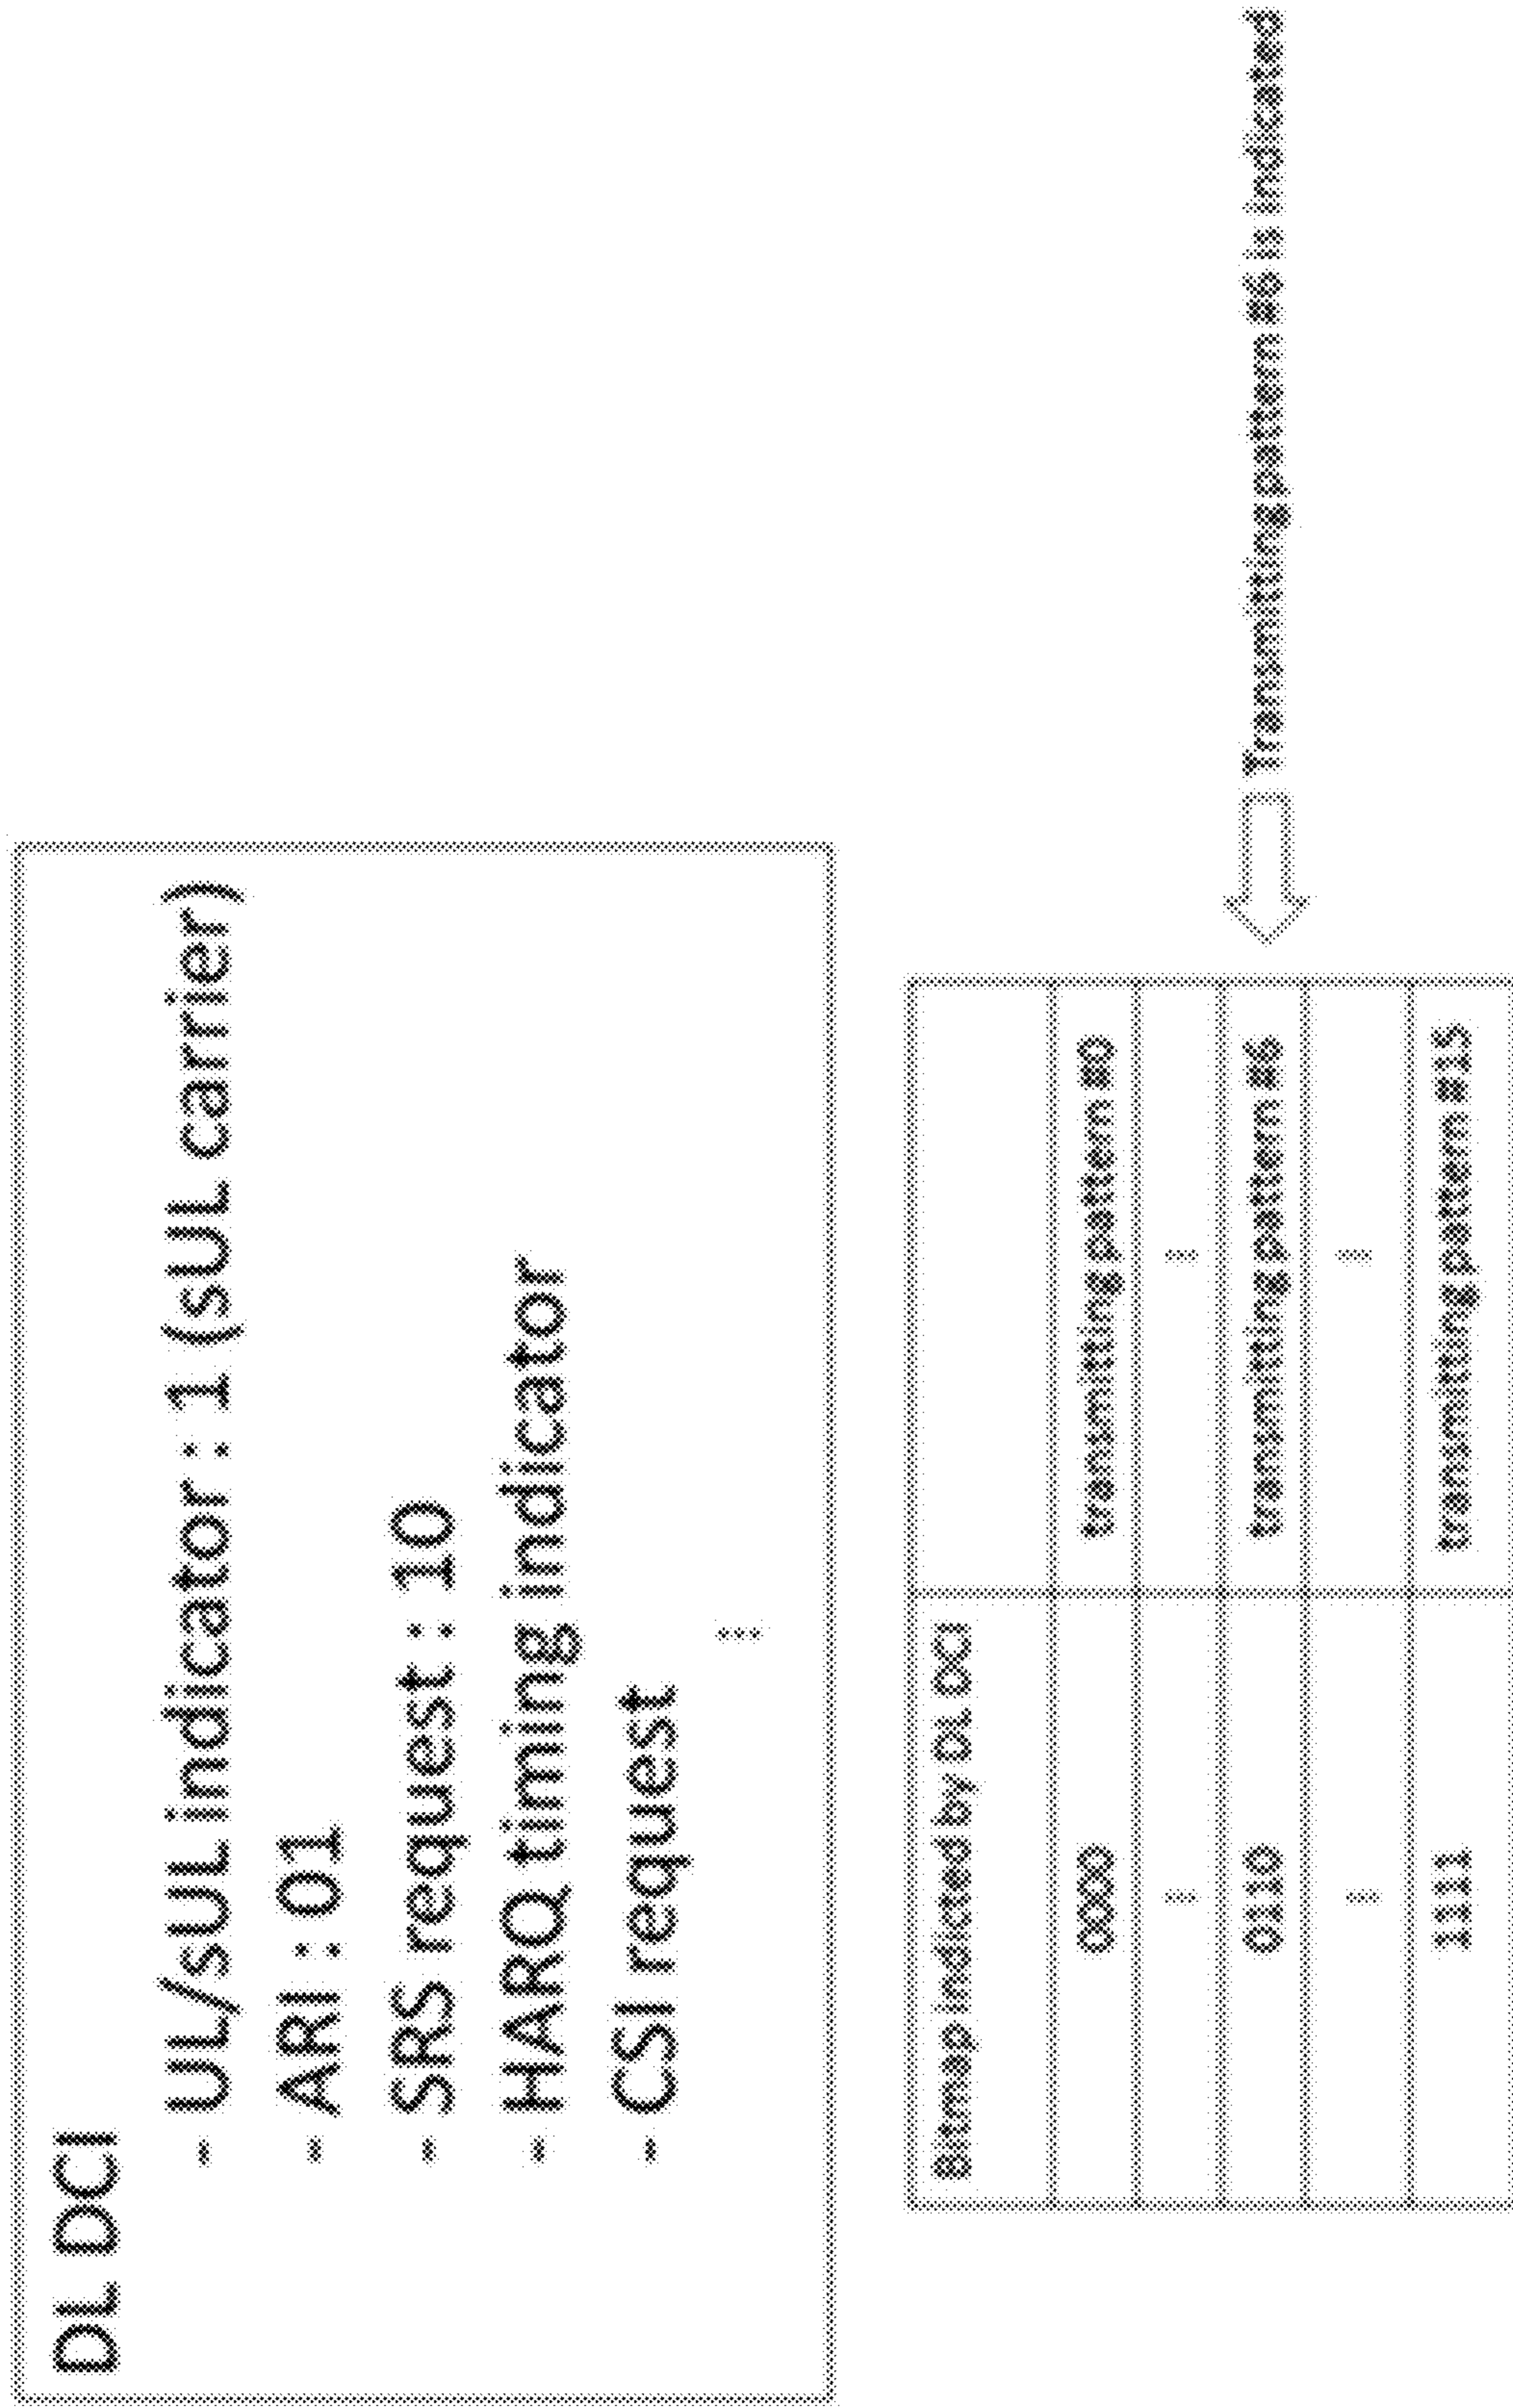 DL DCI
- UL/sUL indicator : 1 (sUL carrier)
- ARI : 01
- SRS request : 10
- HARQ timing indicator
- CSI request
...
Bitmap indicted by DL DCI
0000 transmitting pattern #0
... ...
0110 transmitting pattern #6
Transmitting pattern #6 is indicated
... ...
1111 transmitting pattern #15